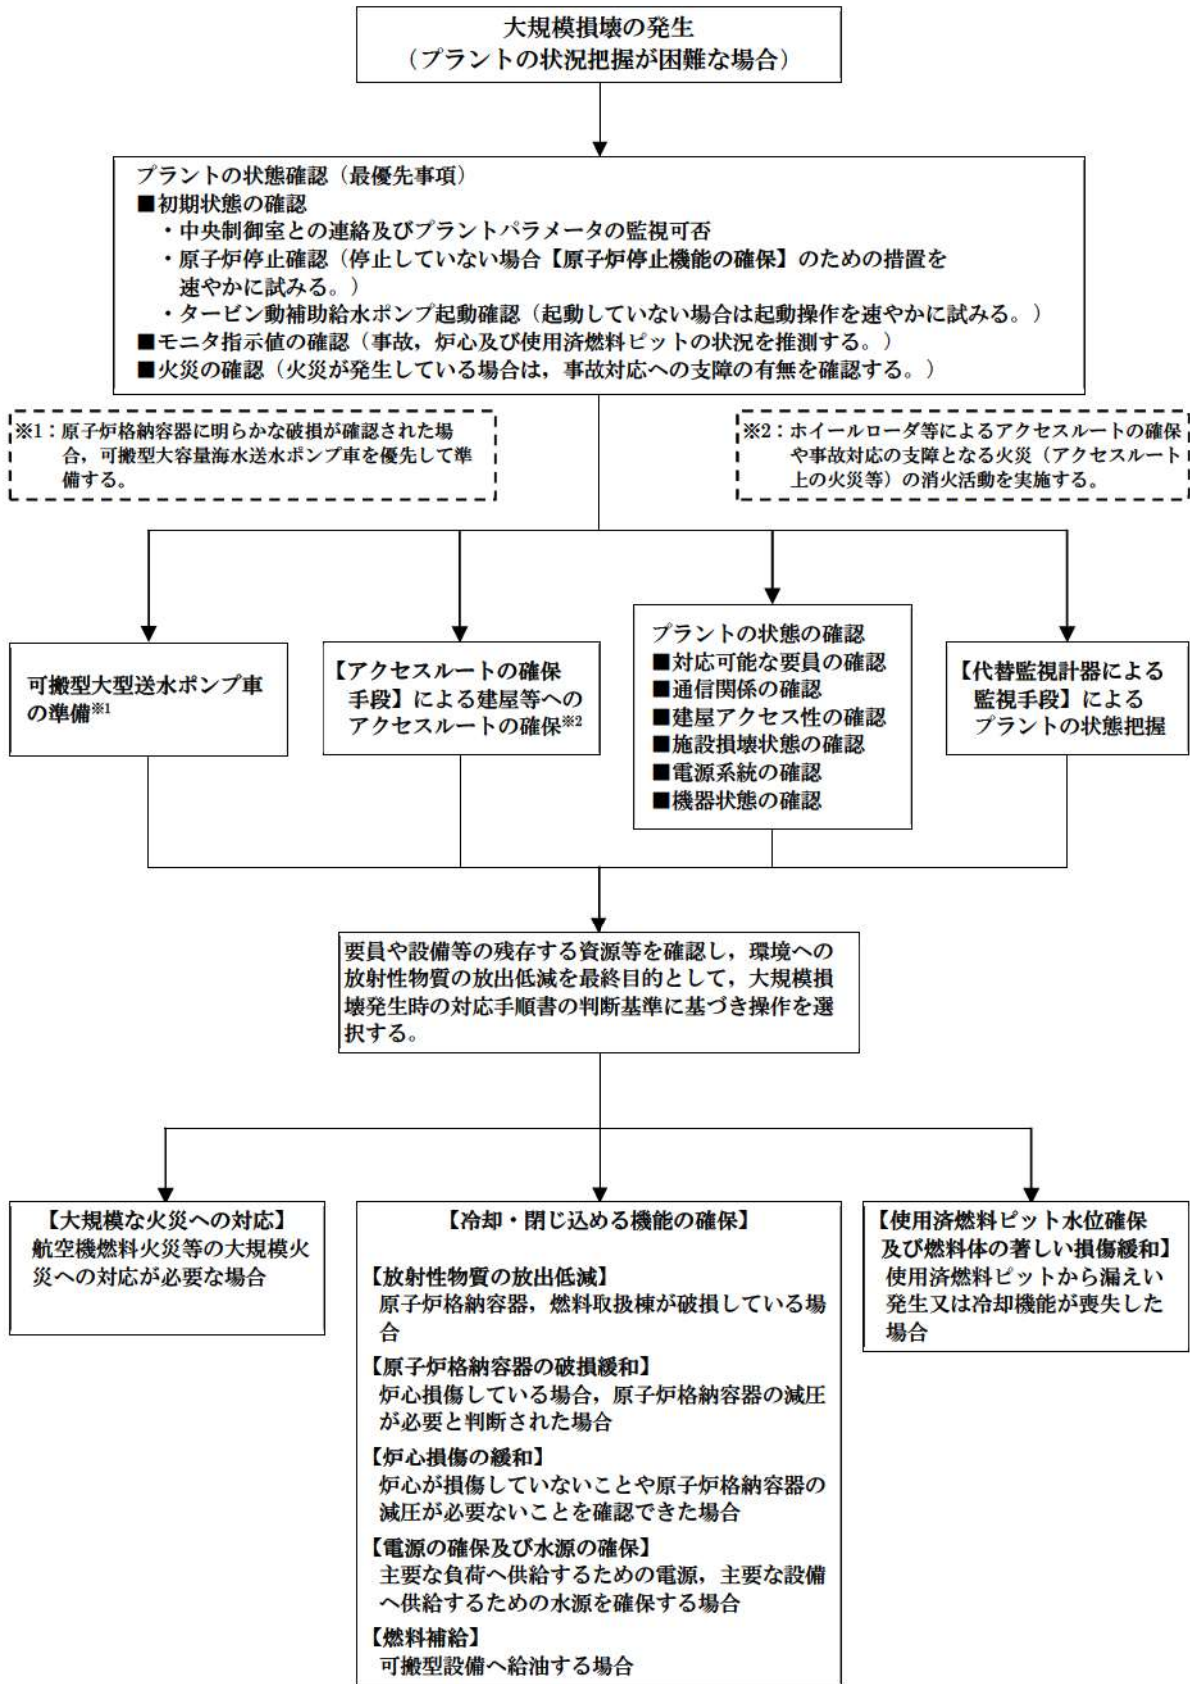 大規模損壊の発生
（プラントの状況把握が困難な場合）
プラントの状態確認（最優先事項）
■初期状態の確認
・中央制御室との連絡及びプラントパラメータの監視可否
・原子炉停止確認（停止していない場合【原子炉停止機能の確保】のための措置を
速やかに試みる。）
・タービン動補助給水ポンプ起動確認（起動していない場合は起動操作を速やかに試みる。）
■モニタ指示値の確認（事故，炉心及び使用済燃料ピットの状況を推測する。）
■火災の確認（火災が発生している場合は，事故対応への支障の有無を確認する。）
※1：原子炉格納容器に明らかな破損が確認された場
合，可搬型大容量海水送水ポンプ車を優先して準
備する。
※2：ホイールローダ等によるアクセスルートの確保
や事故対応の支障となる火災（アクセスルート
上の火災等）の消火活動を実施する。
可搬型大型送水ポンプ車
の準備※1
【アクセスルートの確保
手段】による建屋等への
アクセスルートの確保※2
プラントの状態の確認
■対応可能な要員の確認
■通信関係の確認
■建屋アクセス性の確認
■施設損壊状態の確認
■電源系統の確認
■機器状態の確認
【代替監視計器による
監視手段】による
プラントの状態把握
要員や設備等の残存する資源等を確認し，環境への
放射性物質の放出低減を最終目的として，大規模損
壊発生時の対応手順書の判断基準に基づき操作を選
択する。
【大規模な火災への対応】
航空機燃料火災等の大規模火
災への対応が必要な場合
【冷却・閉じ込める機能の確保】
【放射性物質の放出低減】
原子炉格納容器，燃料取扱棟が破損している場
合
【原子炉格納容器の破損緩和】
炉心損傷している場合，原子炉格納容器の減圧
が必要と判断された場合
【炉心損傷の緩和】
炉心が損傷していないことや原子炉格納容器の
減圧が必要ないことを確認できた場合
【電源の確保及び水源の確保】
主要な負荷へ供給するための電源，主要な設備
へ供給するための水源を確保する場合
【燃料補給】
可搬型設備へ給油する場合
【使用済燃料ピット水位確保
及び燃料体の著しい損傷緩和】
使用済燃料ピットから漏えい
発生又は冷却機能が喪失した
場合